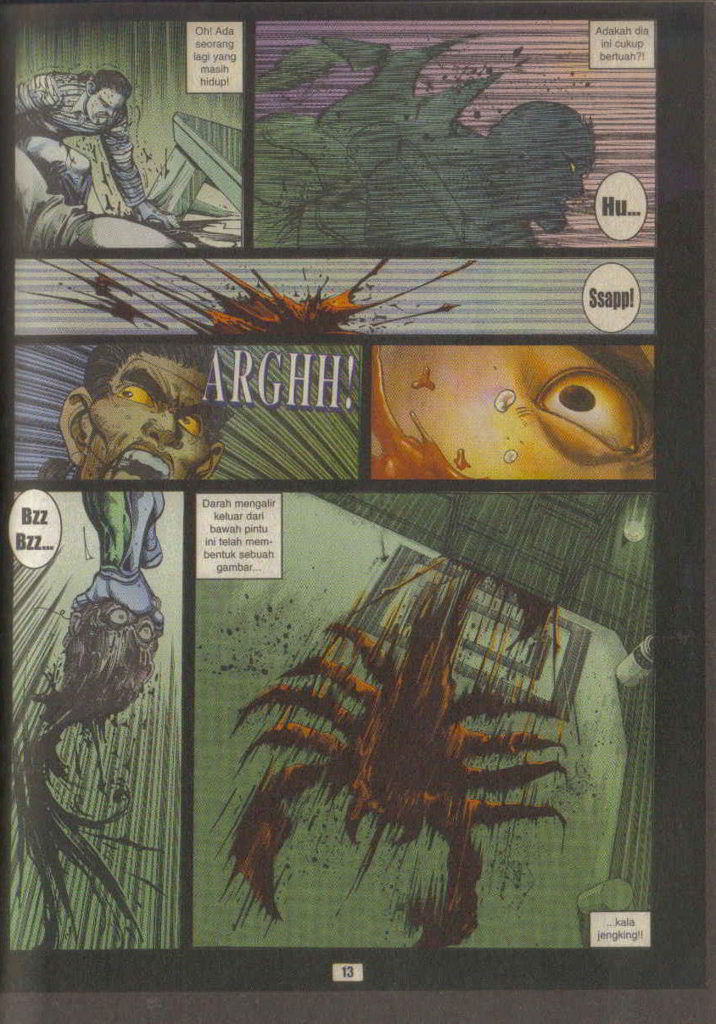 Oh! Ada
seorang
lagi yang
masih
hidup!
Adakah dia
ini cukup
bertuah?!
Hu...
Ssapp!
ARGHH!
Bzz
Bzz...
Darah mengalir
keluar dari
bawah pintu
ini telah mem-
bentuk sebuah
gambar...
...kala
jengking!!
13